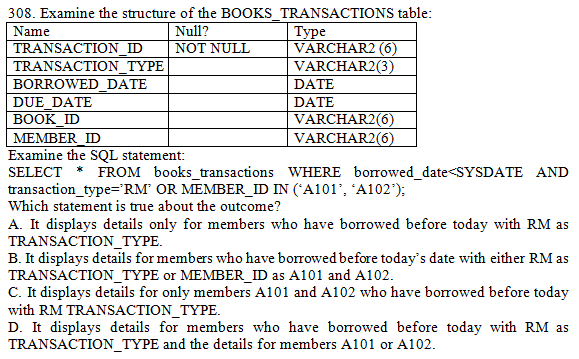 308. Examine the structure of the BOOKS_TRANSACTIONS table:
Name Null? Type
TRANSACTION_ID NOT NULL VARCHAR2 (6)
TRANSACTION_TYPE VARCHAR2(3)
BORROWED_DATE DATE
DUE_DATE DATE
BOOK_ID VARCHAR2(6)
MEMBER_ID VARCHAR2(6)
Examine the SQL statement:
SELECT * FROM books_transactions WHERE borrowed_date<SYSDATE AND
transaction_type=’RM’ OR MEMBER_ID IN (‘A101’, ‘A102’);
Which statement is true about the outcome?
A. It displays details only for members who have borrowed before today with RM as
TRANSACTION_TYPE.
B. It displays details for members who have borrowed before today’s date with either RM as
TRANSACTION_TYPE or MEMBER_ID as A101 and A102.
C. It displays details for only members A101 and A102 who have borrowed before today
with RM TRANSACTION_TYPE.
D. It displays details for members who have borrowed before today with RM as
TRANSACTION_TYPE and the details for members A101 or A102.